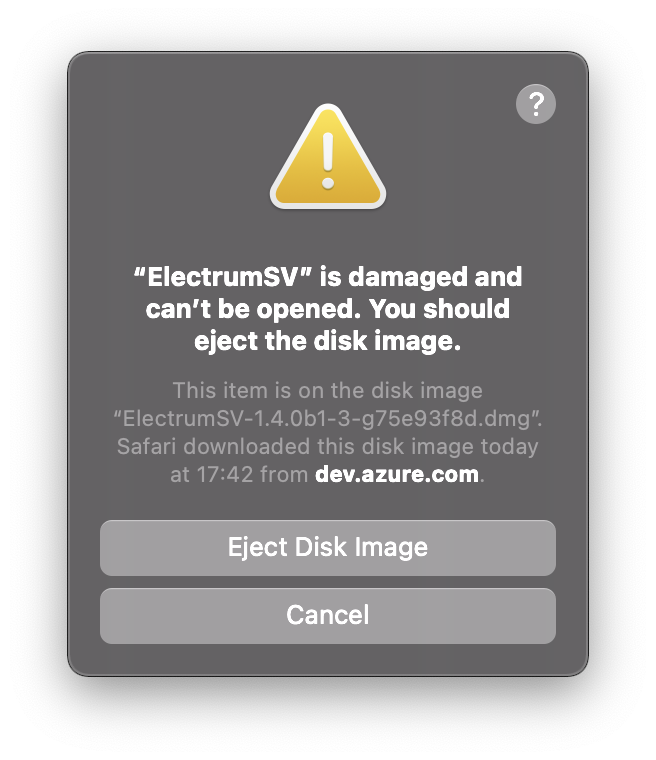 ?
“ElectrumSV” is damaged and
can’t be opened. You should
eject the disk image.
This item is on the disk image
“ElectrumSV-1.4.0b1-3-g75e93f8d.dmg”.
Safari downloaded this disk image today
at 17:42 from dev.azure.com.
Eject Disk Image
Cancel